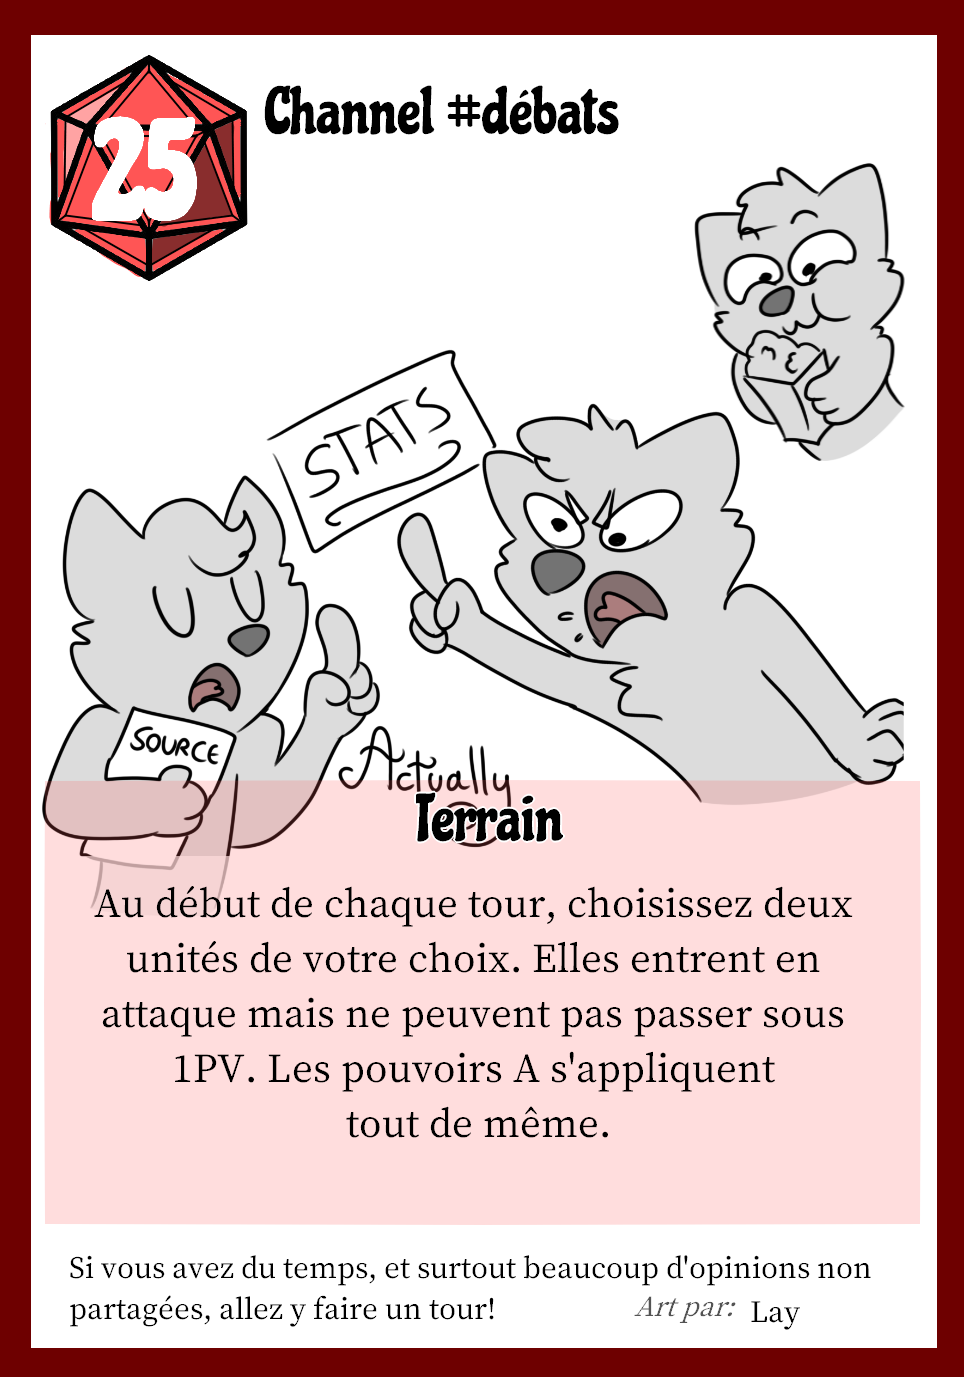 25
Channel #débats
STATS
SOURCE
Actually
Terrain
Au début de chaque tour, choisissez deux
unités de votre choix. Elles entrent en
attaque mais ne peuvent pas passer sous
1PV. Les pouvoirs A s'appliquent
tout de même.
Si vous avez du temps, et surtout beaucoup d'opinions non
partagées, allez y faire un tour!
Art par: Lay